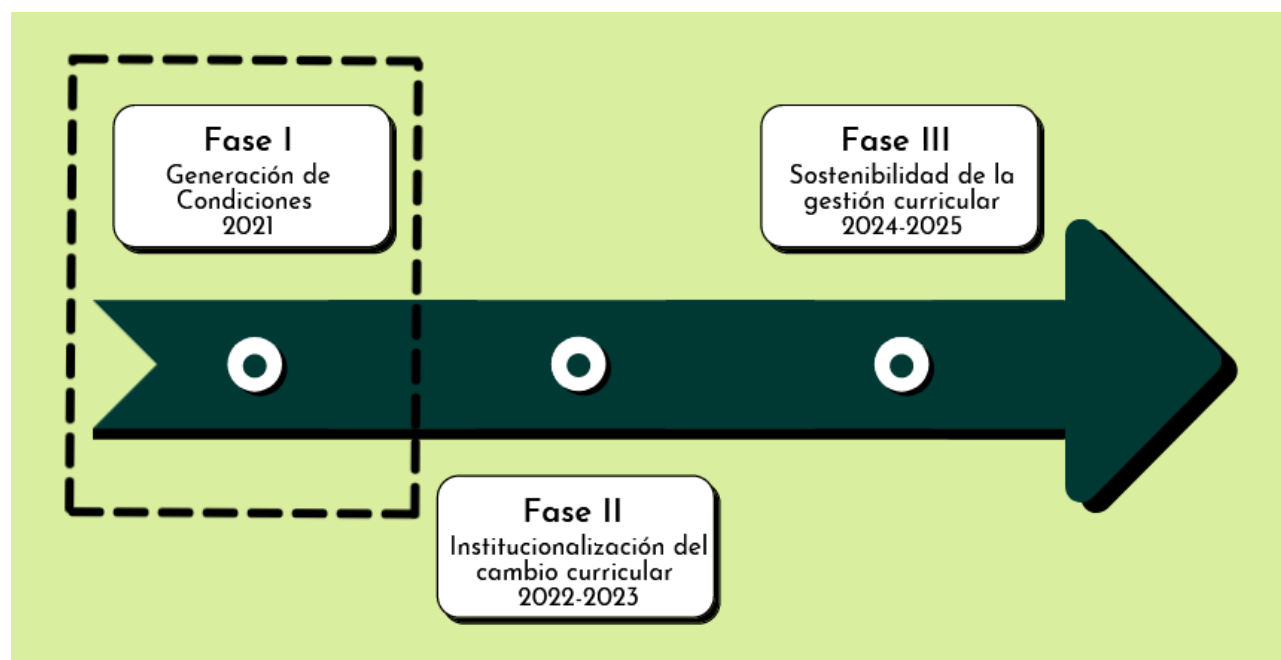 Fase I
Generación de
Condiciones
2021
Fase II
Institucionalización del
cambio curricular
2022-2023
Fase III
Sostenibilidad de la
gestión curricular
2024-2025